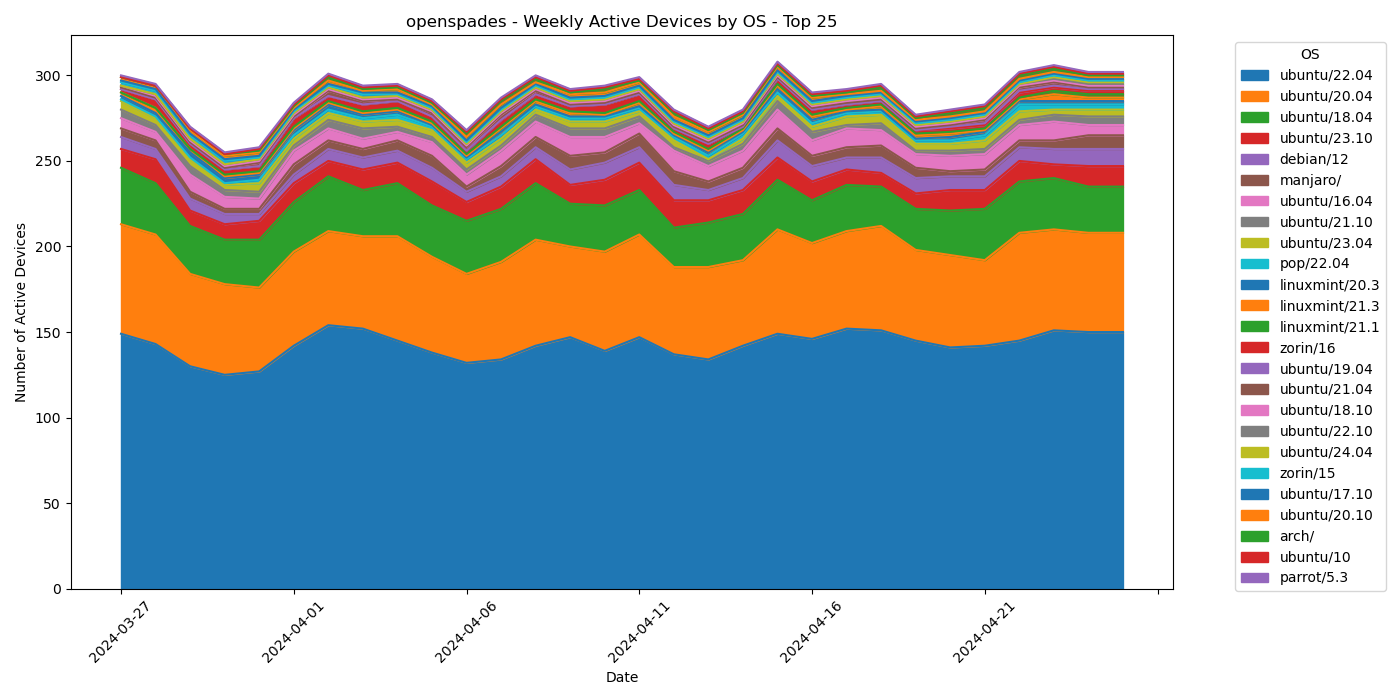 openspades - Weekly Active Devices by OS - Top 25
Number of Active Devices
300
250
200
150
100
50
0
2024-03-27
2024-04-01
2024-04-06
2024-04-11
2024-04-16
2024-04-21
Date
OS
ubuntu/22.04
ubuntu/20.04
ubuntu/18.04
ubuntu/23.10
debian/12
manjaro/
ubuntu/16.04
ubuntu/21.10
ubuntu/23.04
pop/22.04
linuxmint/20.3
linuxmint/21.3
linuxmint/21.1
zorin/16
ubuntu/19.04
ubuntu/21.04
ubuntu/18.10
ubuntu/22.10
ubuntu/24.04
zorin/15
ubuntu/17.10
ubuntu/20.10
arch/
ubuntu/10
parrot/5.3